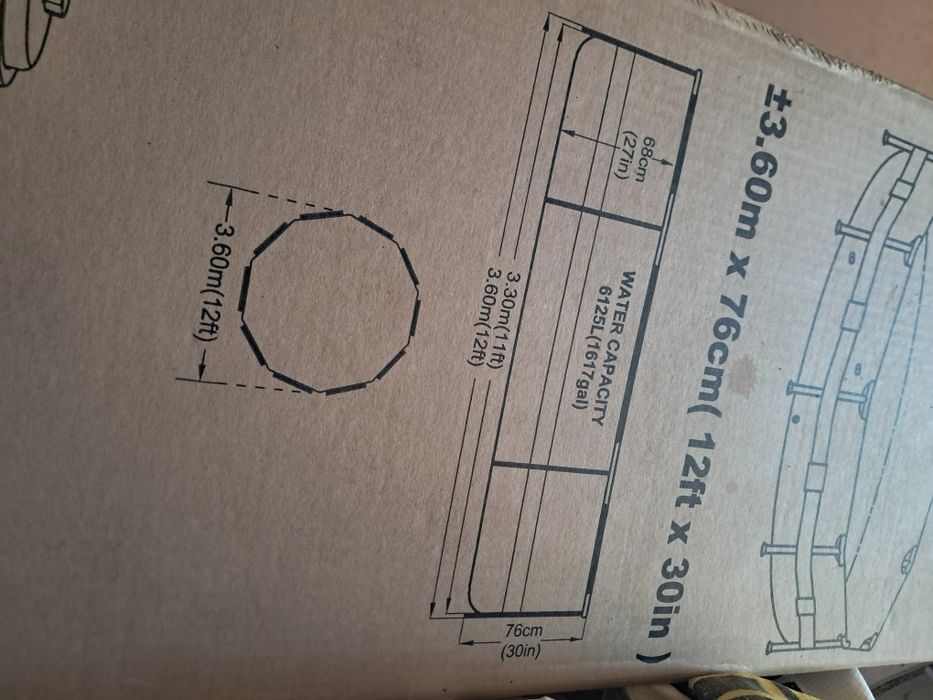 ±3.60m x 76cm( 12ft x 30in )
68cm
(27in)
WATER CAPACITY
6125L(1617gal)
3.30m(11ft)
3.60m(12ft)
76cm
(30in)
3.60m(12ft)